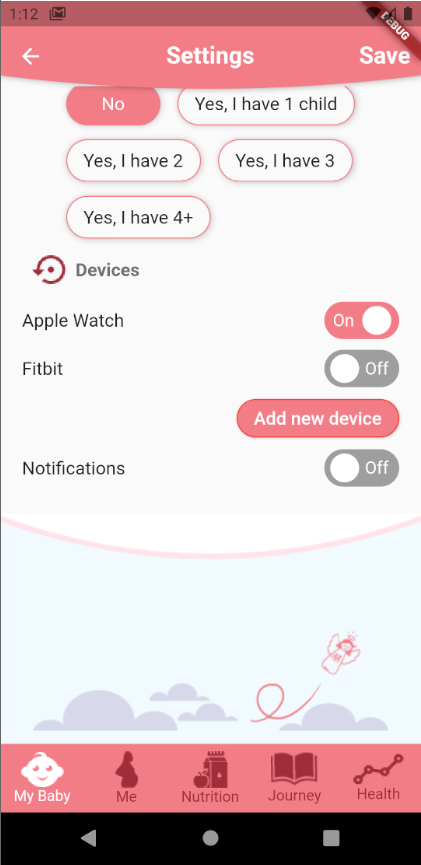 1:12
DEBUG
Settings
Save
No
Yes, I have 1 child
Yes, I have 2
Yes, I have 3
Yes, I have 4+
Devices
Apple Watch
On
Fitbit
Off
Add new device
Notifications
Off
My Baby
Me
Nutrition
Journey
Health